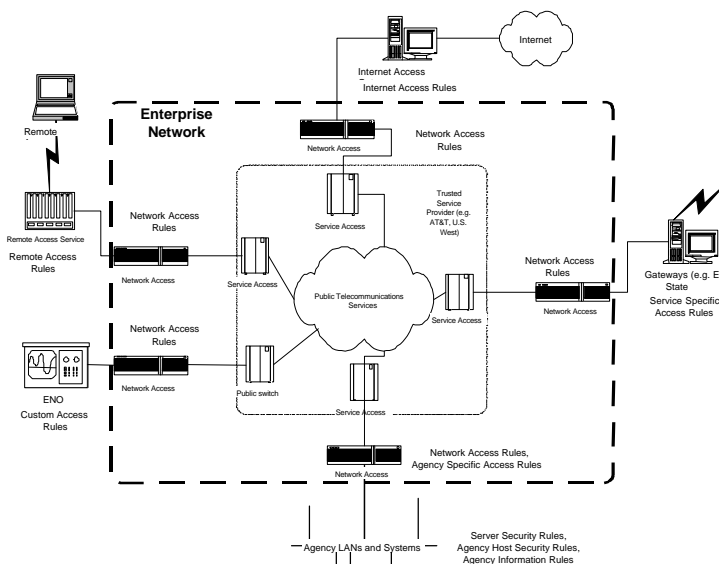 Internet
Internet Access
Internet Access Rules
Enterprise
Network
Remote
Network Access
Network Access
Rules
Service Access
Trusted
Service
Provider (e.g.
AT&T, U.S.
West)
Remote Access Service
Remote Access
Rules
Network Access
Rules
Network Access
Service Access
Public Telecommunications
Services
Service Access
Network Access
Rules
Network Access
Gateways (e.g. E
State
Service Specific
Access Rules
Network Access
Rules
Network Access
Public switch
Service Access
ENO
Custom Access
Rules
Network Access
Network Access Rules,
Agency Specific Access Rules
Agency LANs and Systems
Server Security Rules,
Agency Host Security Rules,
Agency Information Rules